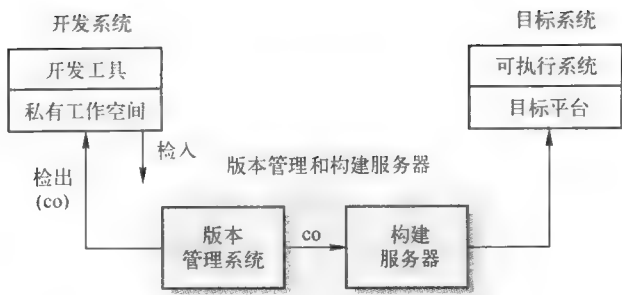 开发系统
开发工具
私有工作空间
目标系统
可执行系统
目标平台
检入
检出
(co)
版本管理和构建服务器
版本
管理系统
co
构建
服务器